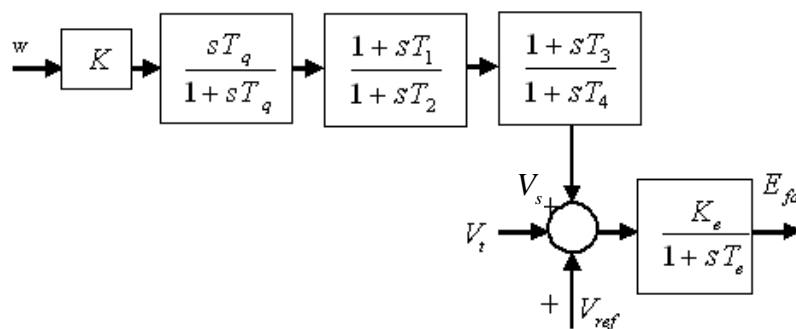 w
K
sT_q / 1 + sT_q
1 + sT_1 / 1 + sT_2
1 + sT_3 / 1 + sT_4
V_s +
V_t
K_e / 1 + sT_e
E_fd
+ V_ref